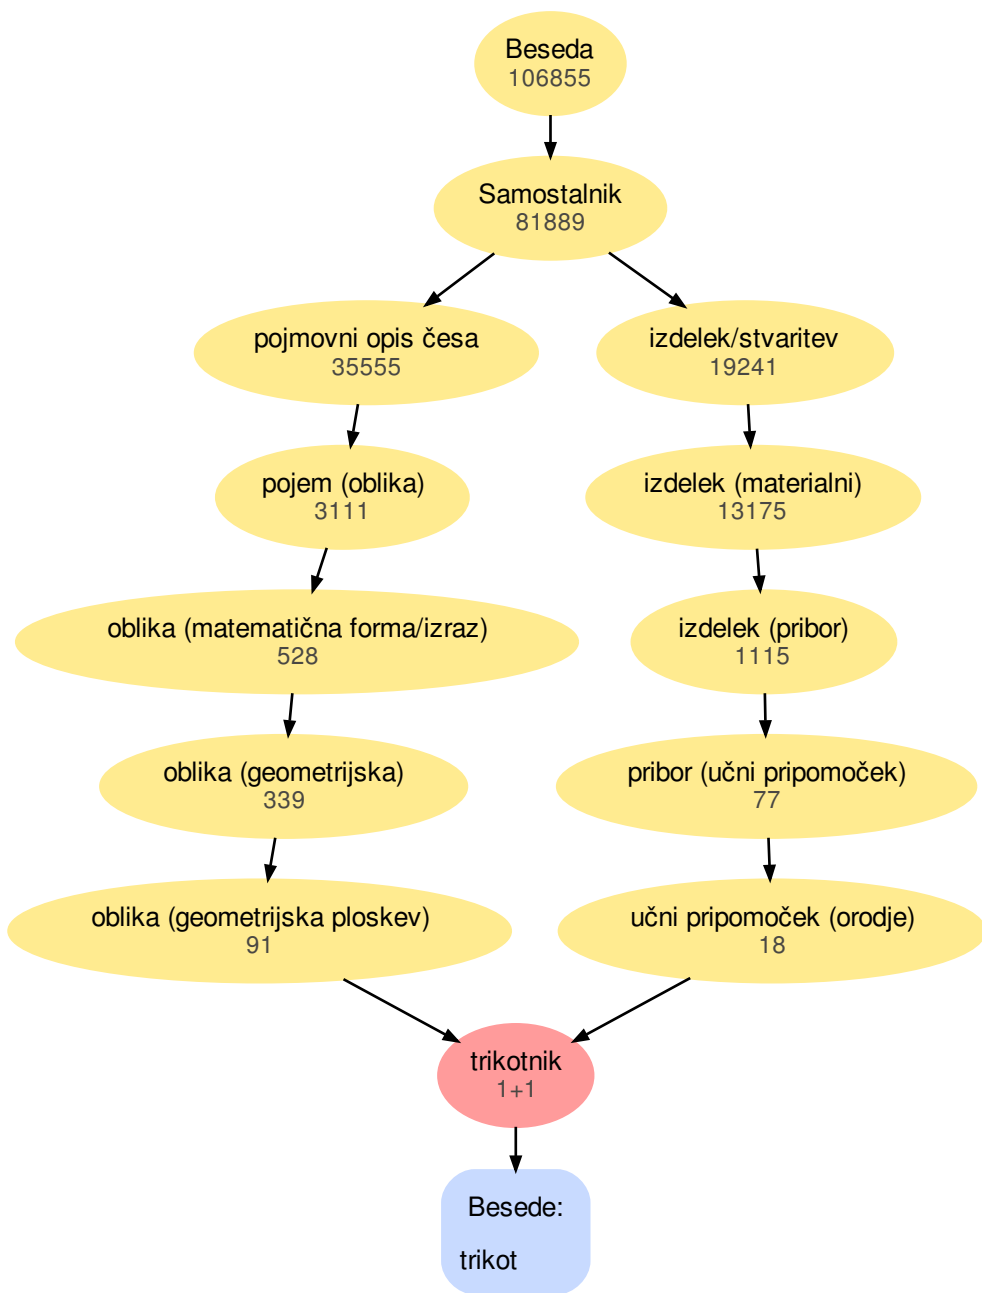 Beseda
106855
Samostalnik
81889
pojmovni opis česa
35555
izdelek/stvaritev
19241
pojem (oblika)
3111
izdelek (materialni)
13175
oblika (matematična forma/izraz)
528
izdelek (pribor)
1115
oblika (geometrijska)
339
pribor (učni pripomoček)
77
oblika (geometrijska ploskev)
91
učni pripomoček (orodje)
18
trikotnik
1+1
Besede:
trikot